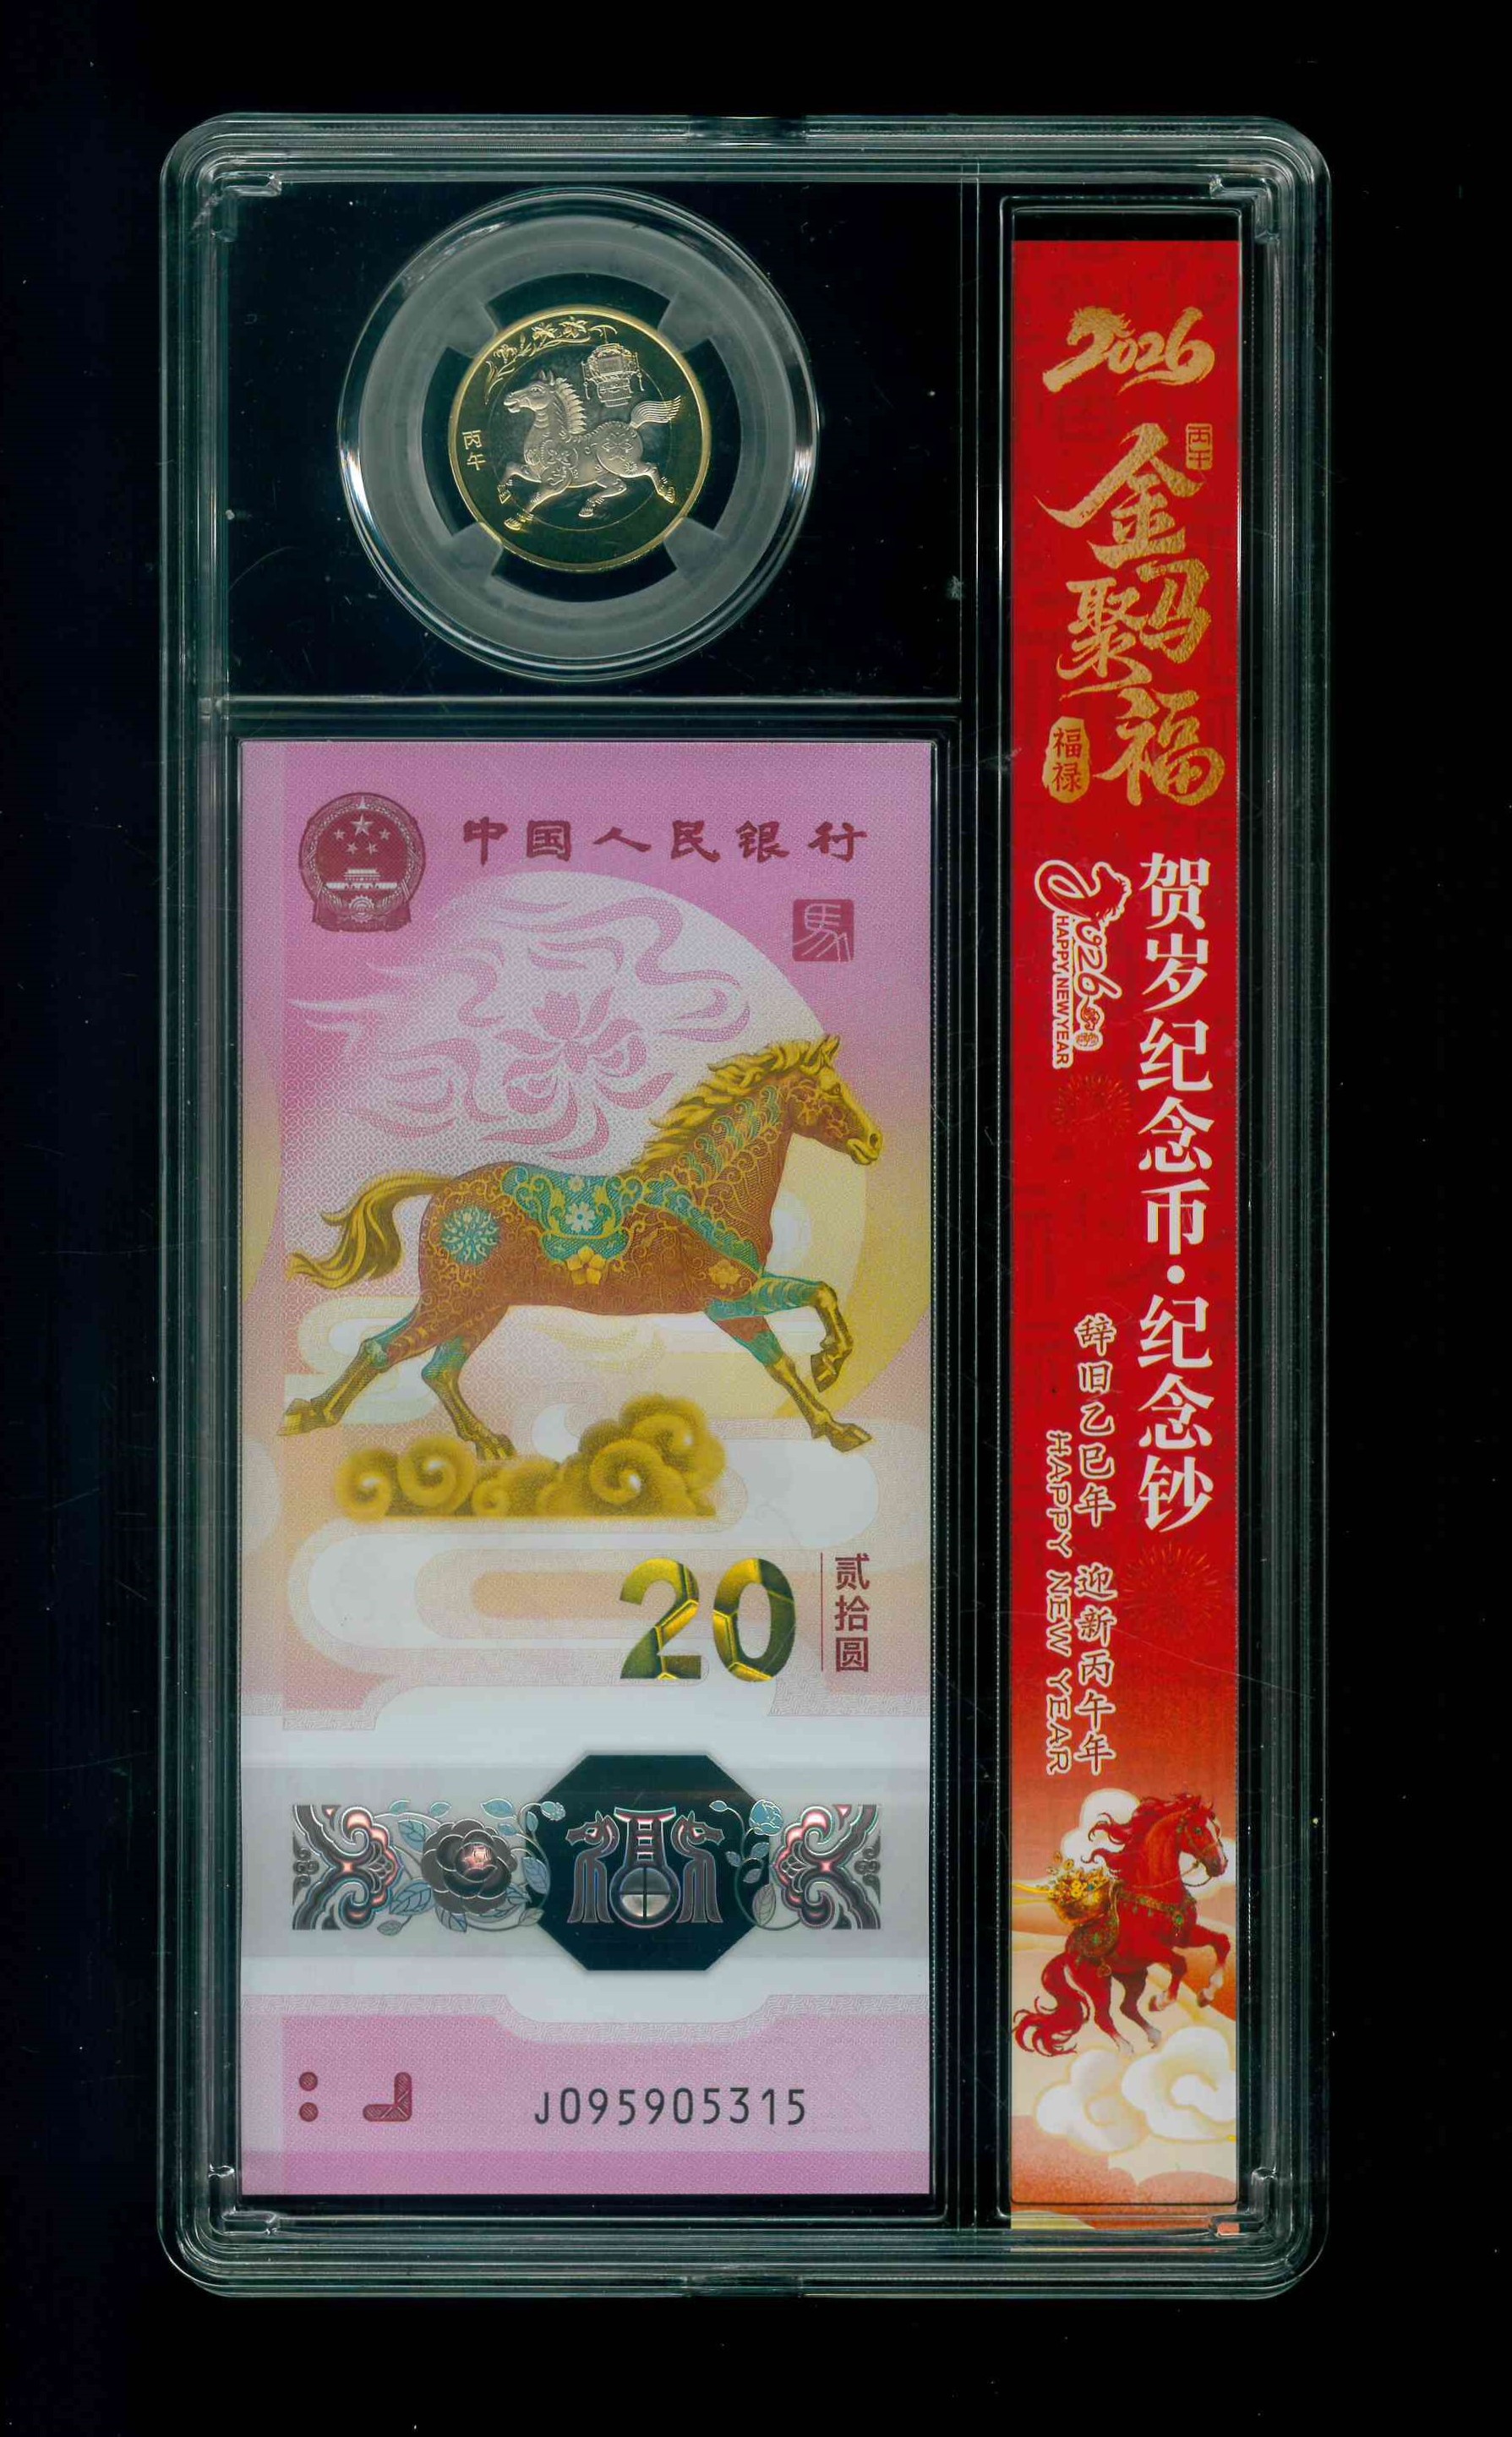 丙午
中国人民银行
馬
20
贰拾圆
J095905315
2026
丙午
金马聚福
福禄
贺岁纪念币·纪念钞
2026
HAPPY NEW YEAR
辞旧乙巳年 迎新丙午年
HAPPY NEW YEAR